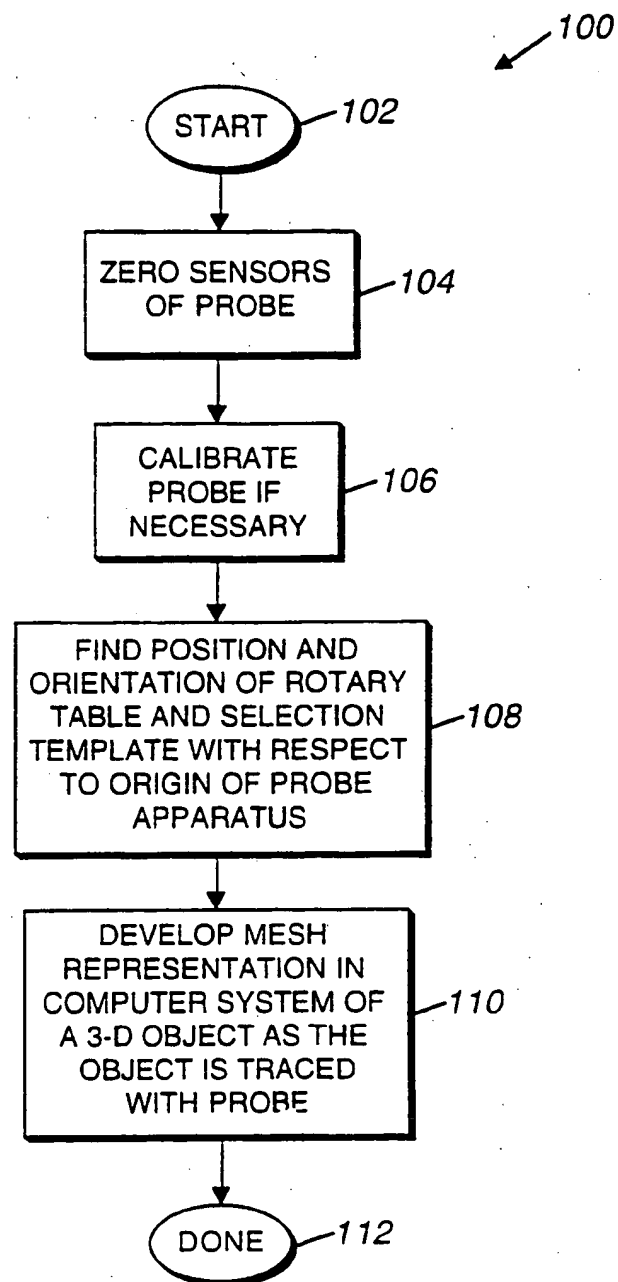 100
START
102
ZERO SENSORS
OF PROBE
104
CALIBRATE
PROBE IF
NECESSARY
106
FIND POSITION AND
ORIENTATION OF ROTARY
TABLE AND SELECTION
TEMPLATE WITH RESPECT
TO ORIGIN OF PROBE
APPARATUS
108
DEVELOP MESH
REPRESENTATION IN
COMPUTER SYSTEM OF
A 3-D OBJECT AS THE
OBJECT IS TRACED
WITH PROBE
110
DONE
112